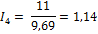 I₄ = 11/9,69 = 1,14